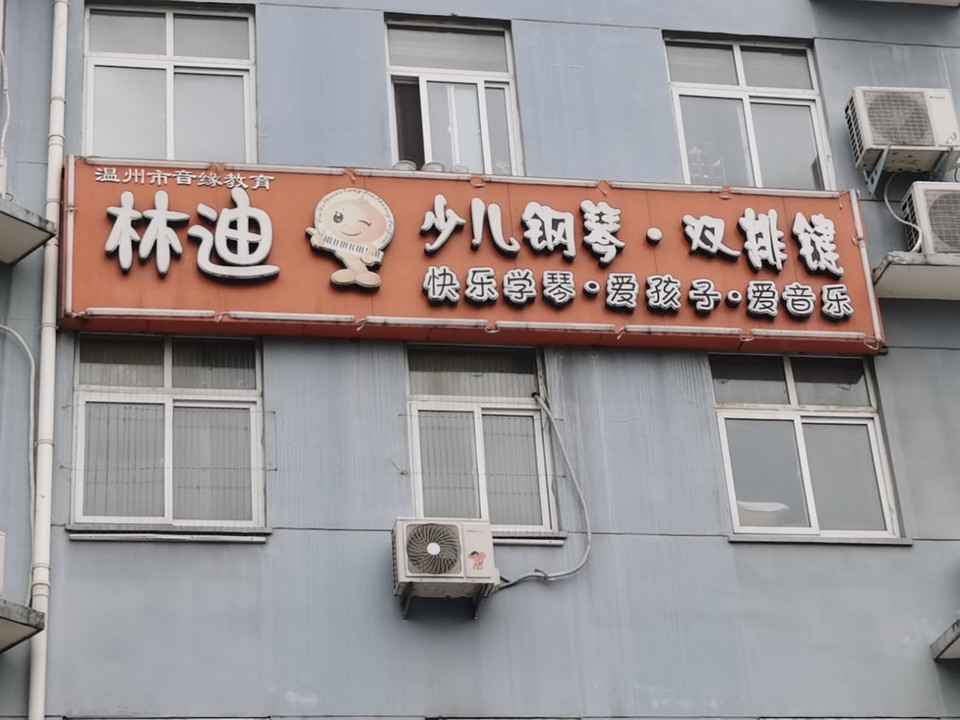 温州市音缘教育
林迪
少儿钢琴·双排键
快乐学琴·爱孩子·爱音乐